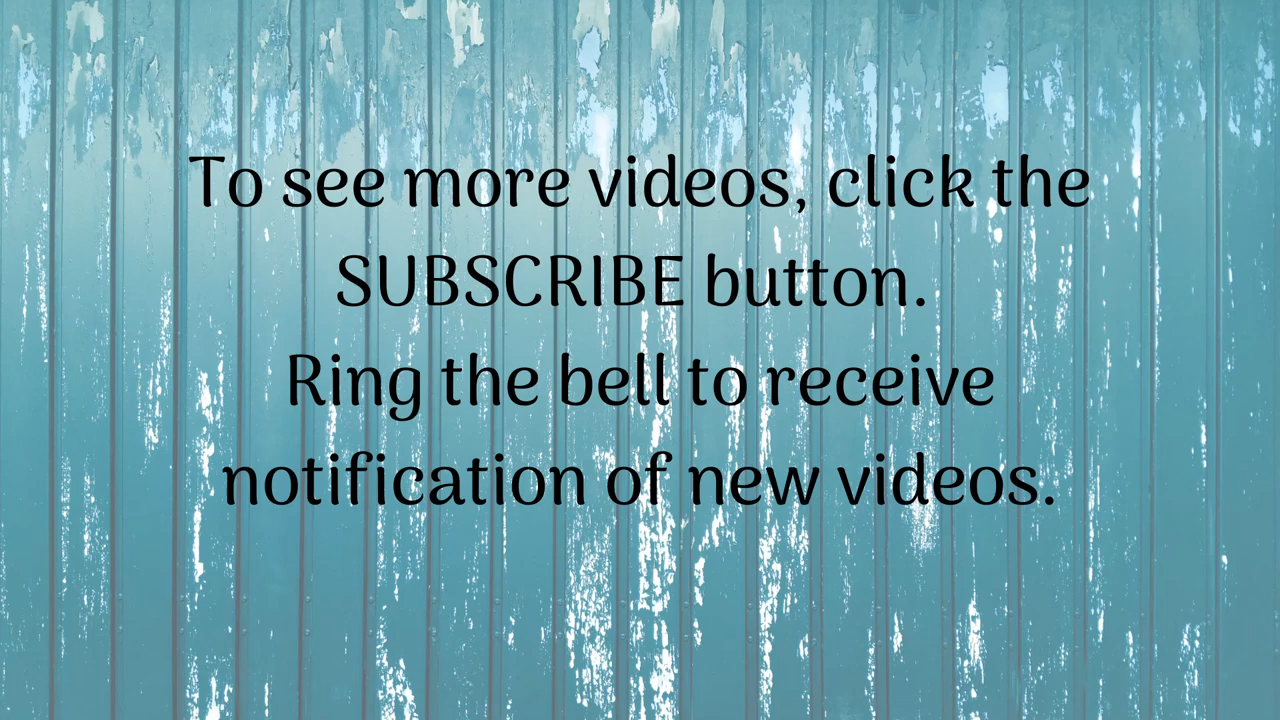 To see more videos, click the
SUBSCRIBE button.
Ring the bell to receive
notification of new videos.